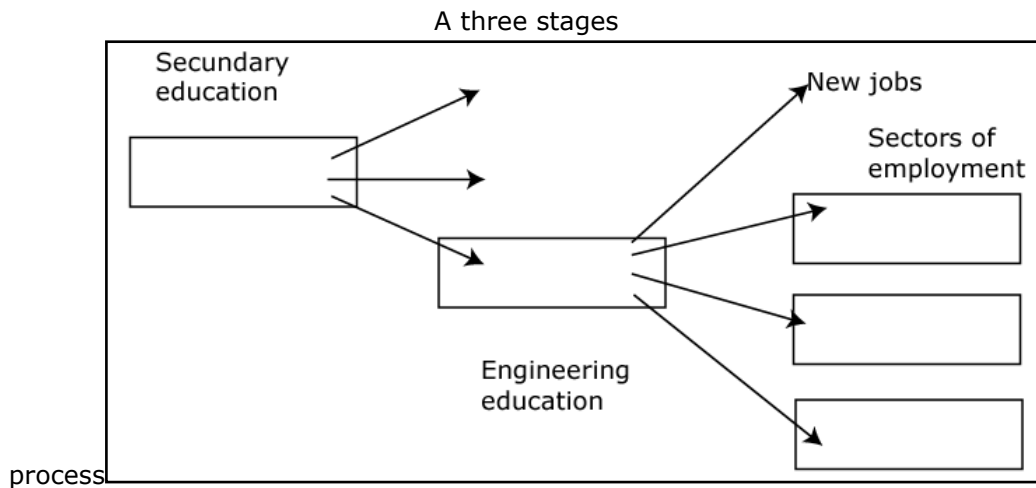 A three stages
Secundary
education
New jobs
Sectors of
employment
Engineering
education
process